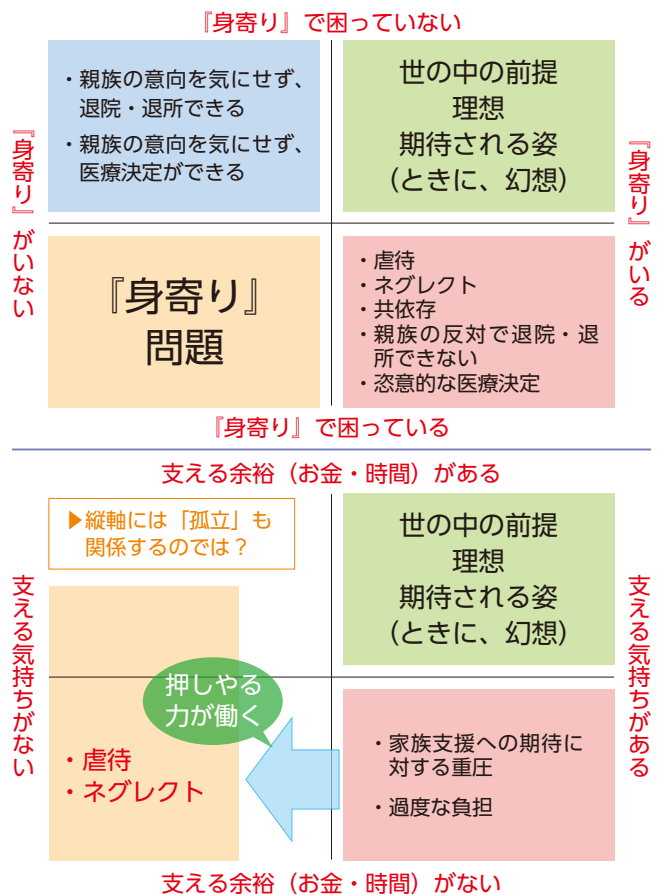 『身寄り』で困っていない
『身寄り』がいない
・親族の意向を気にせず、
退院・退所できる
・親族の意向を気にせず、
医療決定ができる
世の中の前提
理想
期待される姿
(ときに、幻想)
『身寄り』がいる
『身寄り』
問題
・虐待
・ネグレクト
・共依存
・親族の反対で退院・退
所できない
・恣意的な医療決定
『身寄り』で困っている
支える余裕(お金・時間)がある
支える気持ちがない
▶縦軸には「孤立」も
関係するのでは?
世の中の前提
理想
期待される姿
(ときに、幻想)
支える気持ちがある
押しやる
力が働く
・虐待
・ネグレクト
・家族支援への期待に
対する重圧
・過度な負担
支える余裕(お金・時間)がない